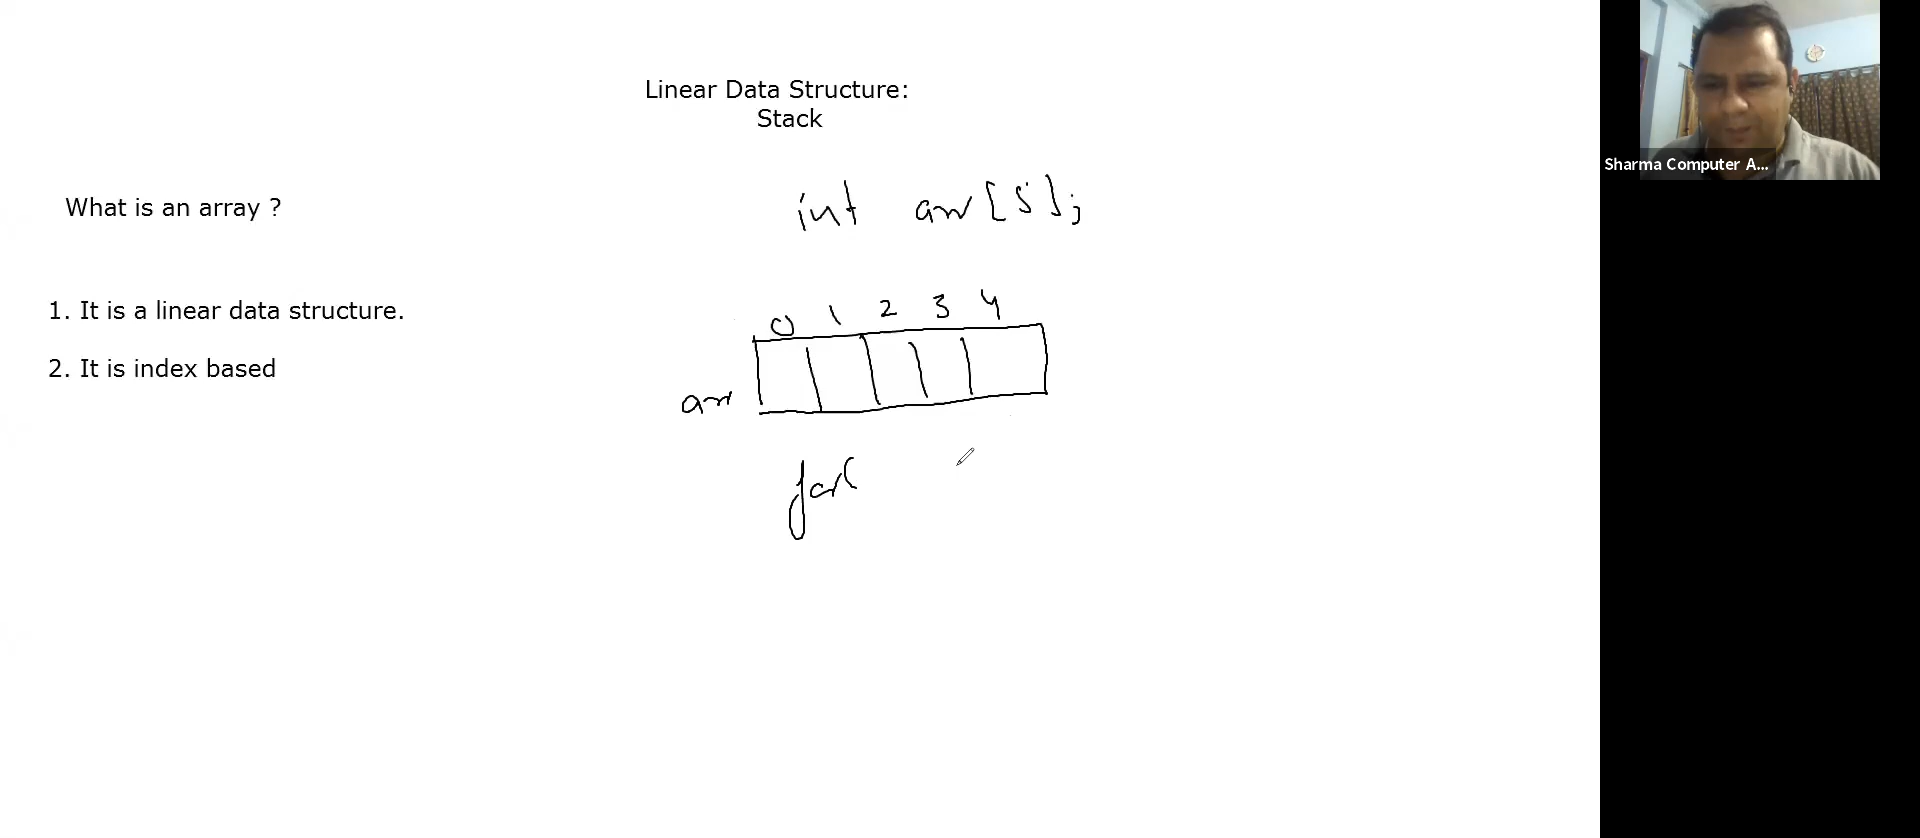 Linear Data Structure:
Stack
What is an array ?
int arr[5];
1. It is a linear data structure.
2. It is index based
0 1 2 3 4
arr
for(
Sharma Computer A...